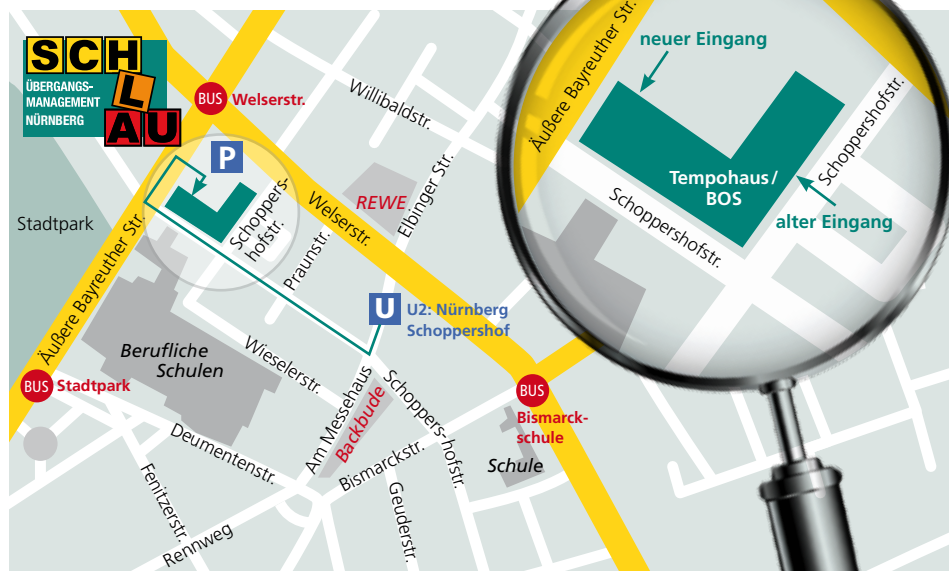 SCH
L
AU
ÜBERGANGS-
MANAGEMENT
NÜRNBERG
BUS Welserstr.
P
Willibaldstr.
Elbinger Str.
REWE
Welserstr.
Schoppers-
hofstr.
Praunstr.
Stadtpark
Äußere Bayreuther Str.
U U2: Nürnberg
Schoppershof
Berufliche
Schulen
Wieselerstr.
Am Messehaus
Backbude
Schoppers-hofstr.
BUS Stadtpark
BUS
Bismarck-
schule
Schule
Deumentenstr.
Bismarckstr.
Fenitzerstr.
Geuderstr.
Rennweg
Äußere Bayreuther Str.
neuer Eingang
Schoppershofstr.
Tempohaus /
BOS
alter Eingang
Schoppershofstr.